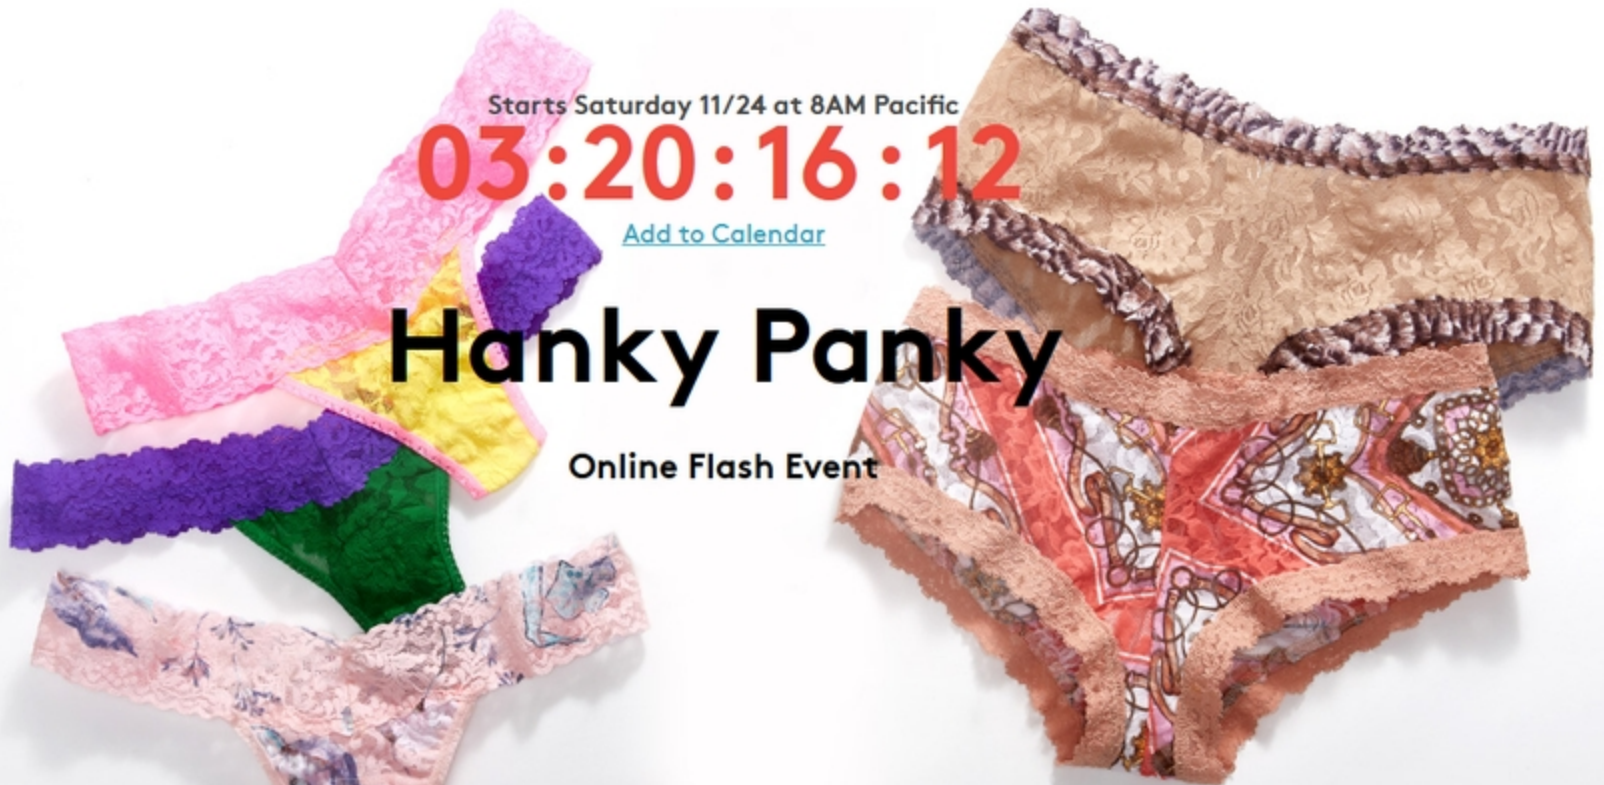 Starts Saturday 11/24 at 8AM Pacific
03:20:16:12
Add to Calendar
Hanky Panky
Online Flash Event